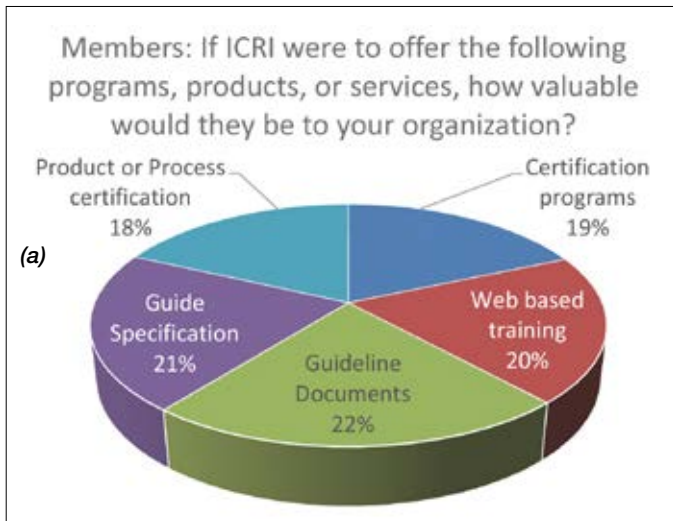 Members: If ICRI were to offer the following
programs, products, or services, how valuable
would they be to your organization?
Product or Process
certification
18%
Certification
programs
19%
(a)
Guide
Specification
21%
Web based
training
20%
Guideline
Documents
22%